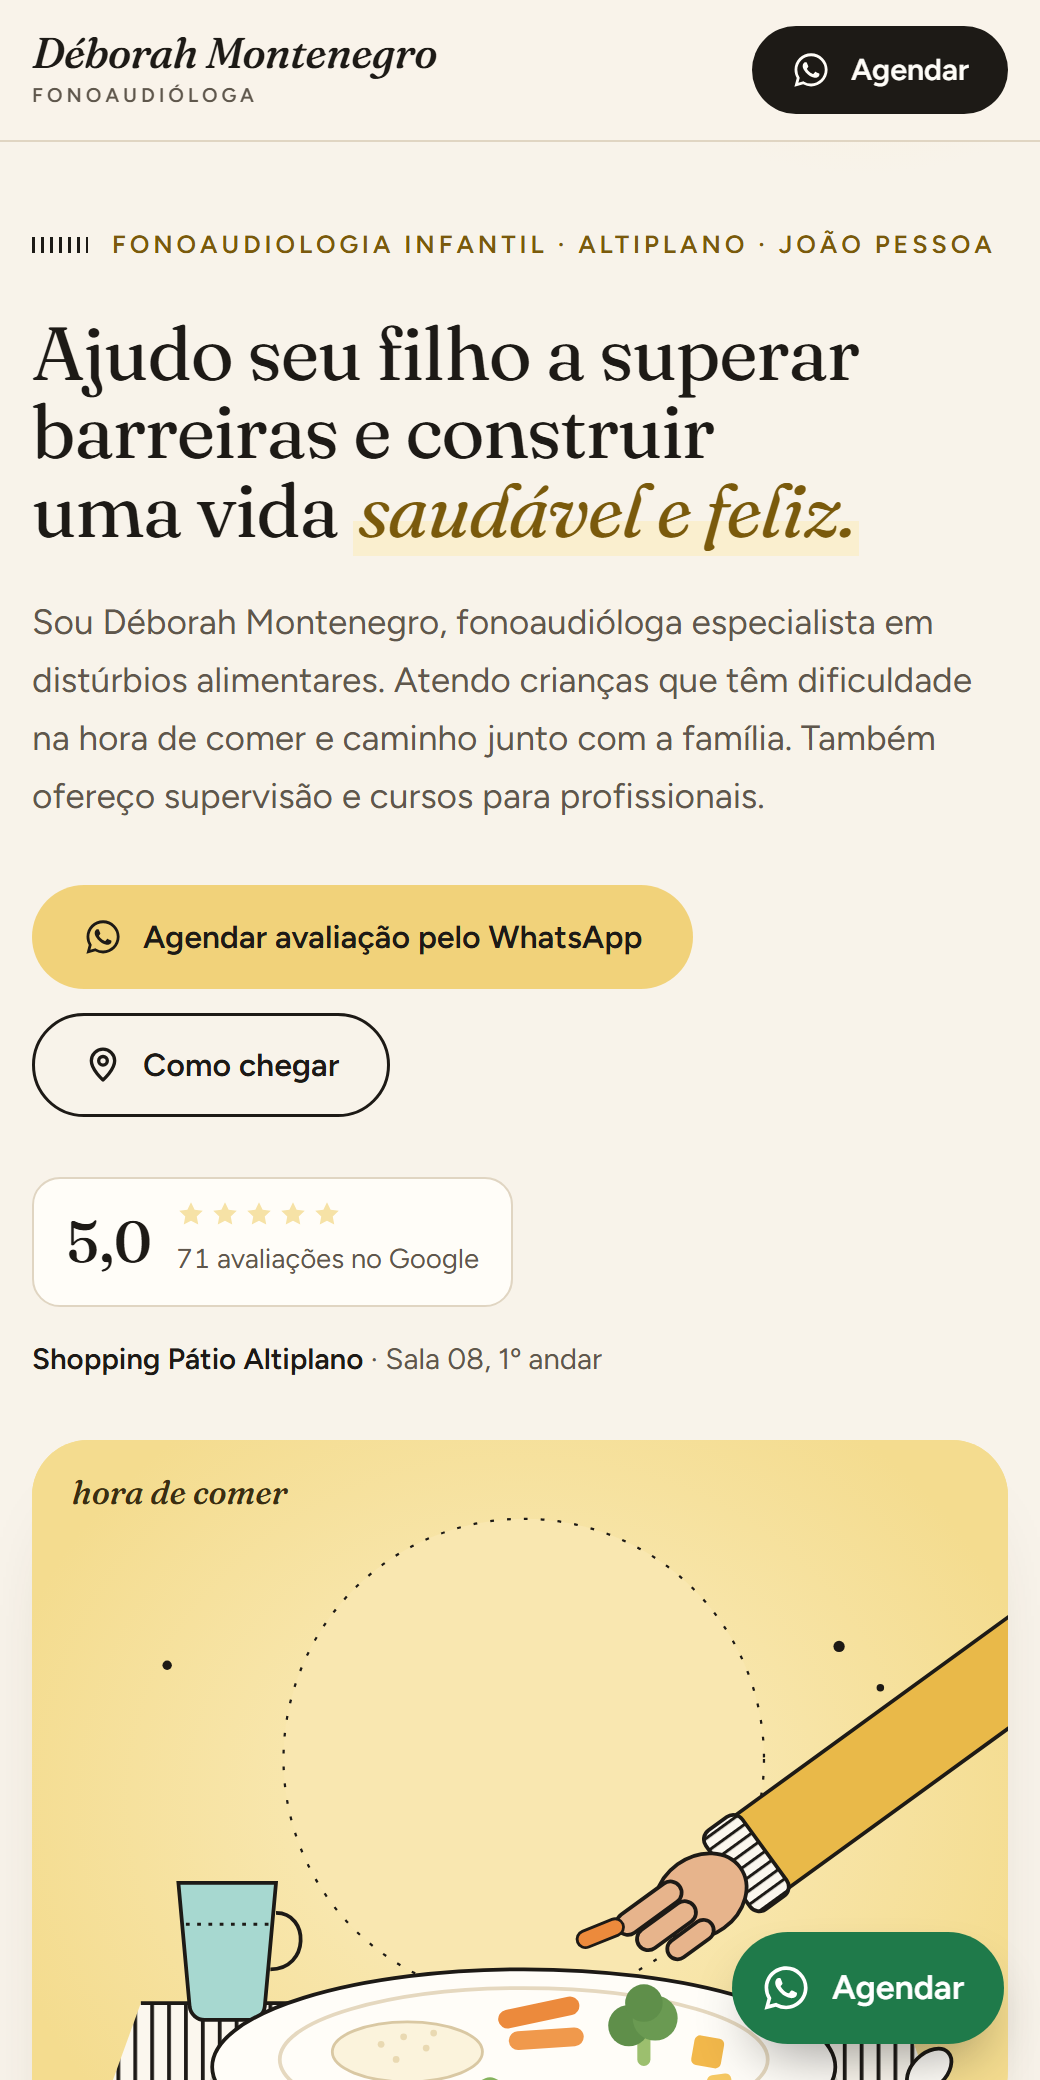 Déborah Montenegro
FONOAUDIÓLOGA
Agendar
FONOAUDIOLOGIA INFANTIL · ALTIPLANO · JOÃO PESSOA
Ajudo seu filho a superar
barreiras e construir
uma vida saudável e feliz.
Sou Déborah Montenegro, fonoaudióloga especialista em
distúrbios alimentares. Atendo crianças que têm dificuldade
na hora de comer e caminho junto com a família. Também
ofereço supervisão e cursos para profissionais.
Agendar avaliação pelo WhatsApp
Como chegar
5,0
71 avaliações no Google
Shopping Pátio Altiplano · Sala 08, 1º andar
hora de comer
Agendar